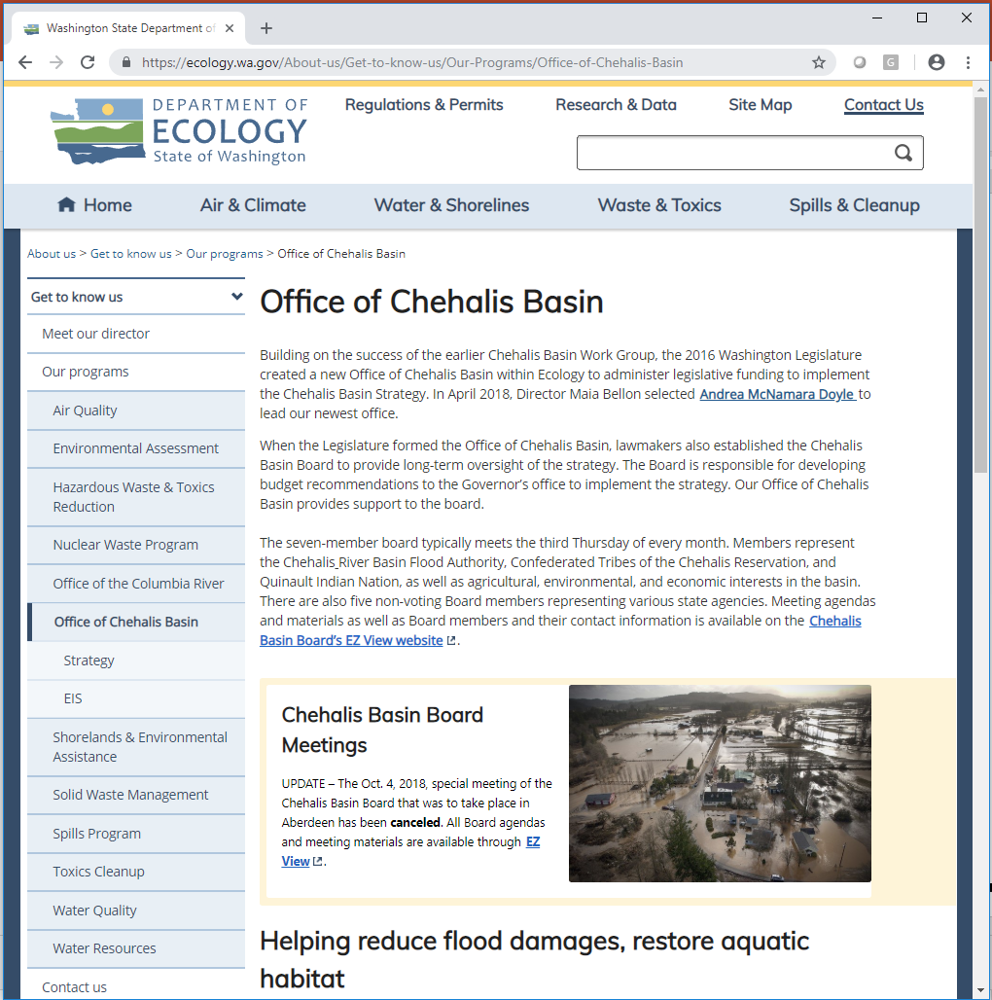 Washington State Department of
https://ecology.wa.gov/About-us/Get-to-know-us/Our-Programs/Office-of-Chehalis-Basin
G
DEPARTMENT OF
ECOLOGY
State of Washington
Regulations & Permits
Research & Data
Site Map
Contact Us
Home
Air & Climate
Water & Shorelines
Waste & Toxics
Spills & Cleanup
About us > Get to know us > Our programs > Office of Chehalis Basin
Get to know us
Meet our director
Our programs
Air Quality
Environmental Assessment
Hazardous Waste & Toxics
Reduction
Nuclear Waste Program
Office of the Columbia River
Office of Chehalis Basin
Strategy
EIS
Shorelands & Environmental
Assistance
Solid Waste Management
Spills Program
Toxics Cleanup
Water Quality
Water Resources
Contact us
Office of Chehalis Basin
Building on the success of the earlier Chehalis Basin Work Group, the 2016 Washington Legislature
created a new Office of Chehalis Basin within Ecology to administer legislative funding to implement
the Chehalis Basin Strategy. In April 2018, Director Maia Bellon selected Andrea McNamara Doyle to
lead our newest office.
When the Legislature formed the Office of Chehalis Basin, lawmakers also established the Chehalis
Basin Board to provide long-term oversight of the strategy. The Board is responsible for developing
budget recommendations to the Governor's office to implement the strategy. Our Office of Chehalis
Basin provides support to the board.
The seven-member board typically meets the third Thursday of every month. Members represent
the Chehalis River Basin Flood Authority, Confederated Tribes of the Chehalis Reservation, and
Quinault Indian Nation, as well as agricultural, environmental, and economic interests in the basin.
There are also five non-voting Board members representing various state agencies. Meeting agendas
and materials as well as Board members and their contact information is available on the Chehalis
Basin Board's EZ View website.
Chehalis Basin Board
Meetings
UPDATE – The Oct. 4, 2018, special meeting of the
Chehalis Basin Board that was to take place in
Aberdeen has been canceled. All Board agendas
and meeting materials are available through EZ
View.
Helping reduce flood damages, restore aquatic
habitat